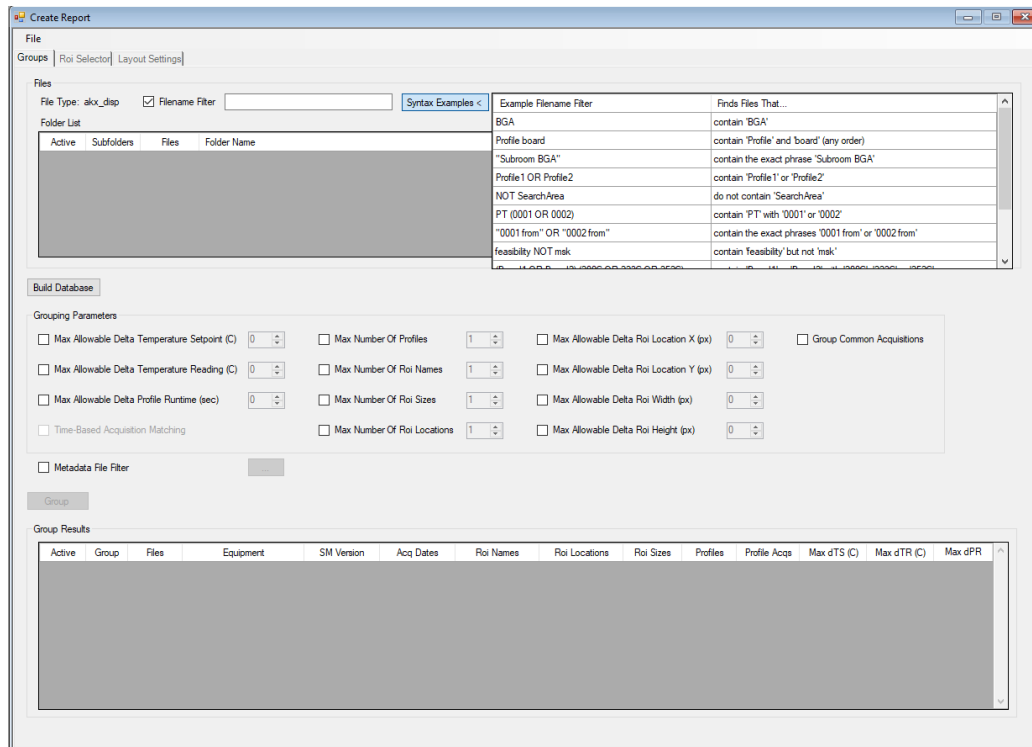 Create Report
File
Groups Roi Selector Layout Settings
Files
File Type: akx_disp Filename Filter Syntax Examples <
Example Filename Filter Finds Files That...
BGA contain 'BGA'
Profile board contain 'Profile' and 'board' (any order)
"Subroom BGA" contain the exact phrase 'Subroom BGA'
Profile1 OR Profile2 contain 'Profile1' or 'Profile2'
NOT SearchArea do not contain 'SearchArea'
PT (0001 OR 0002) contain 'PT' with '0001' or '0002'
"0001 from" OR "0002 from" contain the exact phrases '0001 from' or '0002 from'
feasibility NOT msk contain 'feasibility' but not 'msk'
Folder List
Active Subfolders Files Folder Name
Build Database
Grouping Parameters
Max Allowable Delta Temperature Setpoint (C) 0 Max Number Of Profiles 1 Max Allowable Delta Roi Location X (px) 0 Group Common Acquisitions
Max Allowable Delta Temperature Reading (C) 0 Max Number Of Roi Names 1 Max Allowable Delta Roi Location Y (px) 0
Max Allowable Delta Profile Runtime (sec) 0 Max Number Of Roi Sizes 1 Max Allowable Delta Roi Width (px) 0
Time-Based Acquisition Matching Max Number Of Roi Locations 1 Max Allowable Delta Roi Height (px) 0
Metadata File Filter ...
Group
Group Results
Active Group Files Equipment SM Version Acq Dates Roi Names Roi Locations Roi Sizes Profiles Profile Acqs Max dTS (C) Max dTR (C) Max dPR